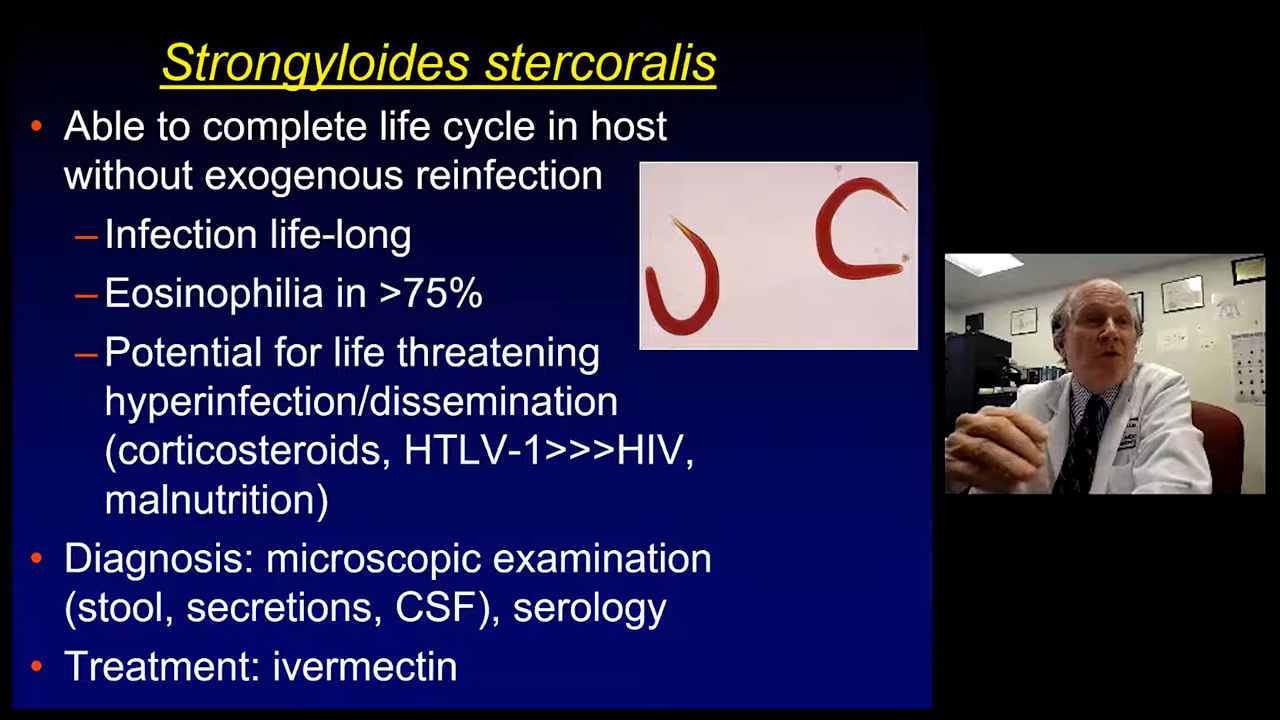 Strongyloides stercoralis
• Able to complete life cycle in host
without exogenous reinfection
– Infection life-long
– Eosinophilia in >75%
– Potential for life threatening
hyperinfection/dissemination
(corticosteroids, HTLV-1>>>HIV,
malnutrition)
• Diagnosis: microscopic examination
(stool, secretions, CSF), serology
• Treatment: ivermectin